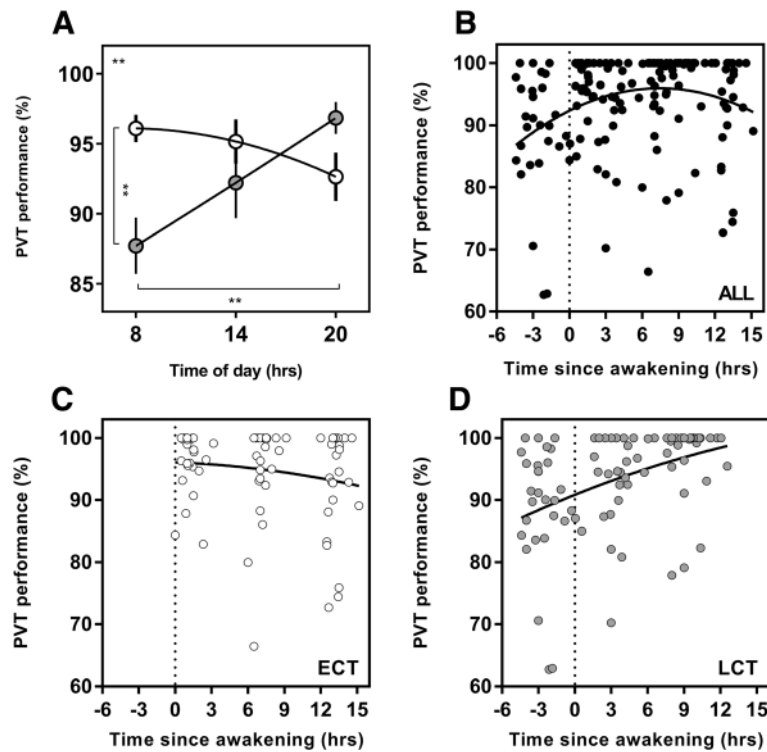 A
**
PVT performance (%)
100
95
90
85
**
**
8 14 20
Time of day (hrs)
B
PVT performance (%)
100
90
80
70
60
ALL
-6 -3 0 3 6 9 12 15
Time since awakening (hrs)
C
PVT performance (%)
100
90
80
70
60
ECT
-6 -3 0 3 6 9 12 15
Time since awakening (hrs)
D
PVT performance (%)
100
90
80
70
60
LCT
-6 -3 0 3 6 9 12 15
Time since awakening (hrs)